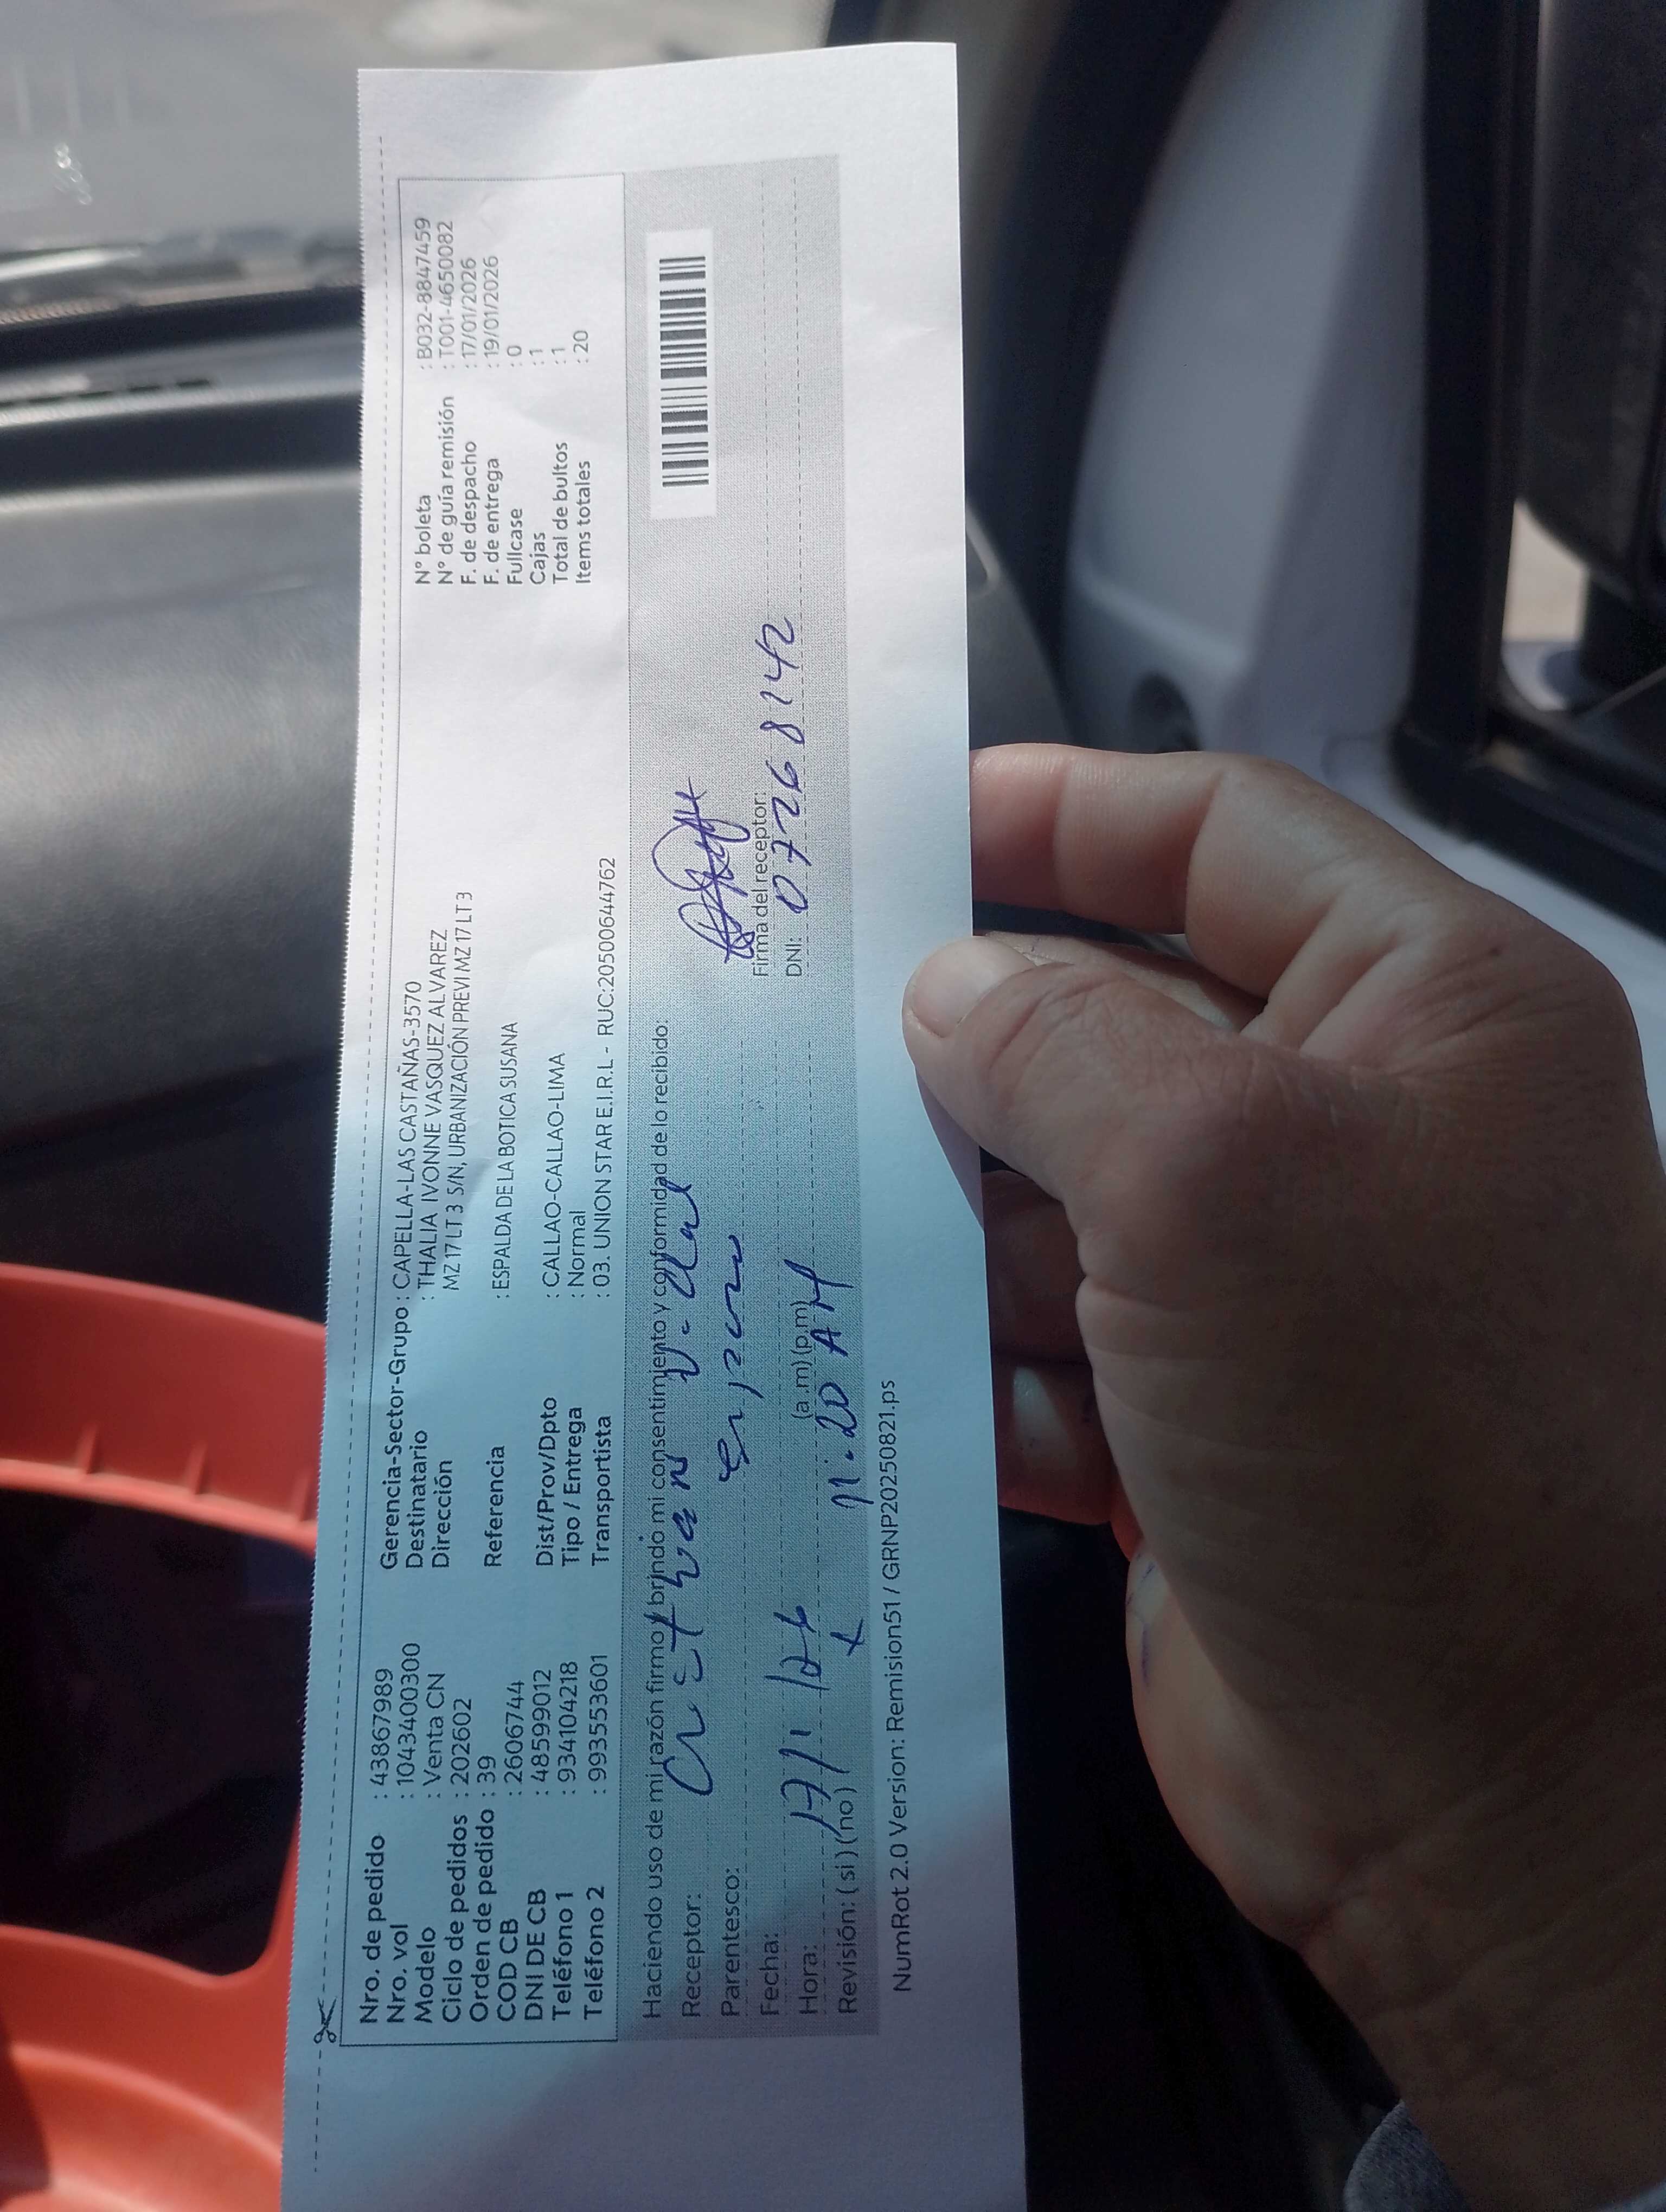 Nro. de pedido : 43867989
Nro. vol : 1043400300
Modelo : Venta CN
Ciclo de pedidos : 202602
Orden de pedido : 39
COD CB : 2606744
DNI DE CB : 48599012
Teléfono 1 : 934104218
Teléfono 2 : 993553601
Gerencia-Sector-Grupo : CAPELLA-LAS CASTAÑAS-3570
Destinatario : THALIA IVONNE VASQUEZ ALVAREZ
Dirección MZ 17 LT 3 S/N, URBANIZACIÓN PREVI MZ 17 LT 3
Referencia : ESPALDA DE LA BOTICA SUSANA
Dist/Prov/Dpto : CALLAO-CALLAO-LIMA
Tipo / Entrega : Normal
Transportista : 03. UNION STAR E.I.R.L - RUC:20500644762
N° boleta : B032-8847459
N° de guía remisión : T001-4650082
F. de despacho : 17/01/2026
F. de entrega : 19/01/2026
Fullcase : 0
Cajas : 1
Total de bultos : 1
Items totales : 20
Haciendo uso de mi razón firmo y brindo mi consentimiento y conformidad de lo recibido:
Receptor:
Parentesco:
Fecha: 17/1/26
Hora: 11.20 AM (a.m) (p.m)
Revisión: ( si ) ( no ) x
Firma del receptor:
DNI: 07268142
NumRot 2.0 Version: Remision51 / GRNP20250821.ps